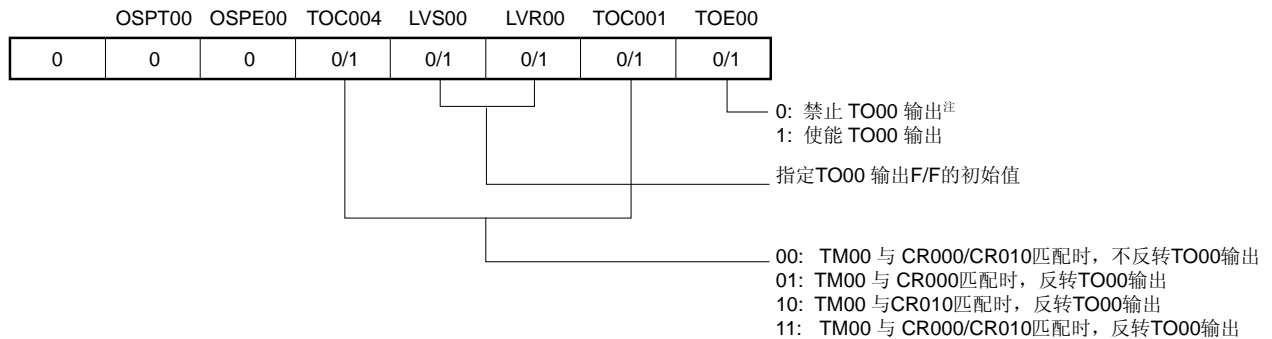 OSPT00 OSPE00 TOC004 LVS00 LVR00 TOC001 TOE00
0 0 0 0/1 0/1 0/1 0/1 0/1
0: 禁止 TO00 输出注
1: 使能 TO00 输出
指定TO00 输出F/F的初始值
00: TM00 与 CR000/CR010匹配时，不反转TO00输出
01: TM00 与 CR000匹配时，反转TO00输出
10: TM00 与CR010匹配时，反转TO00输出
11: TM00 与 CR000/CR010匹配时，反转TO00输出